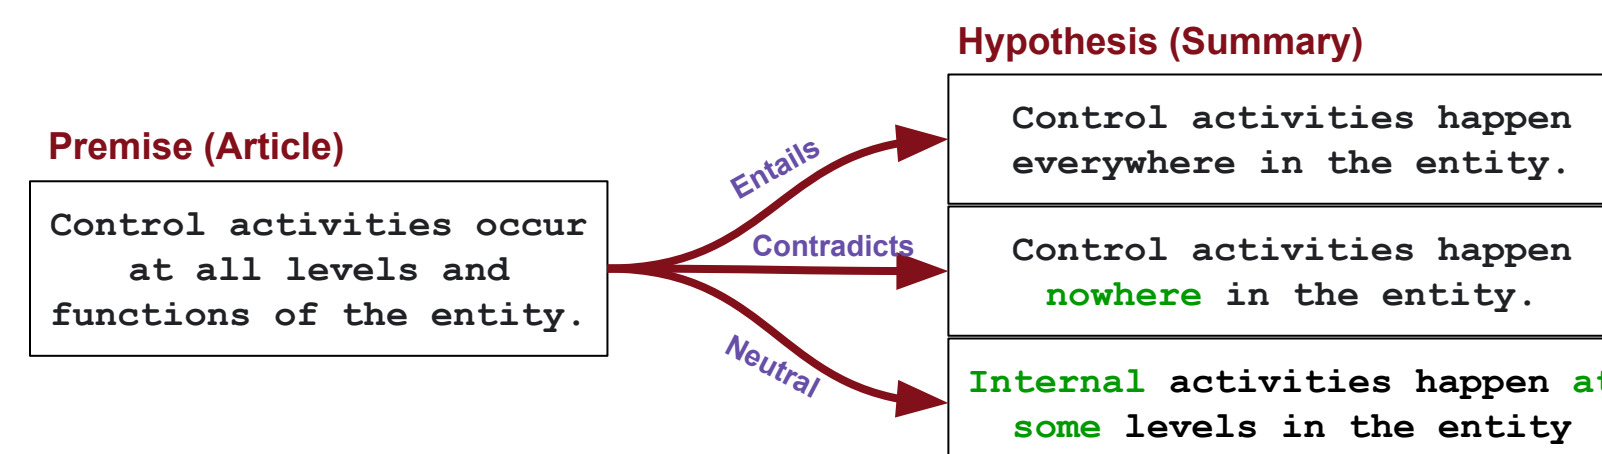 Hypothesis (Summary)
Premise (Article)
Control activities occur
at all levels and
functions of the entity.
Entails
Contradicts
Neutral
Control activities happen
everywhere in the entity.
Control activities happen
nowhere in the entity.
Internal activities happen at
some levels in the entity